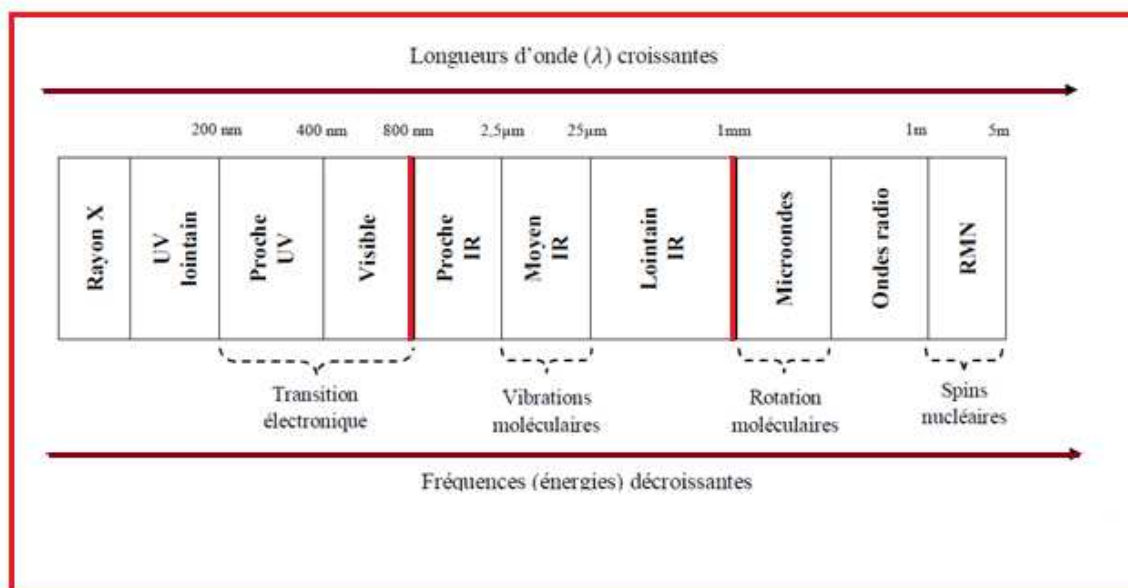 Longueurs d'onde (λ) croissantes
200 nm 400 nm 800 nm 2,5µm 25µm 1mm 1m 5m
Rayon X
UV
lointain
Proche
UV
Visible
Proche
IR
Moyen
IR
Lointain
IR
Microondes
Ondes radio
RMN
Transition
électronique
Vibrations
moléculaires
Rotation
moléculaires
Spins
nucléaires
Fréquences (énergies) décroissantes